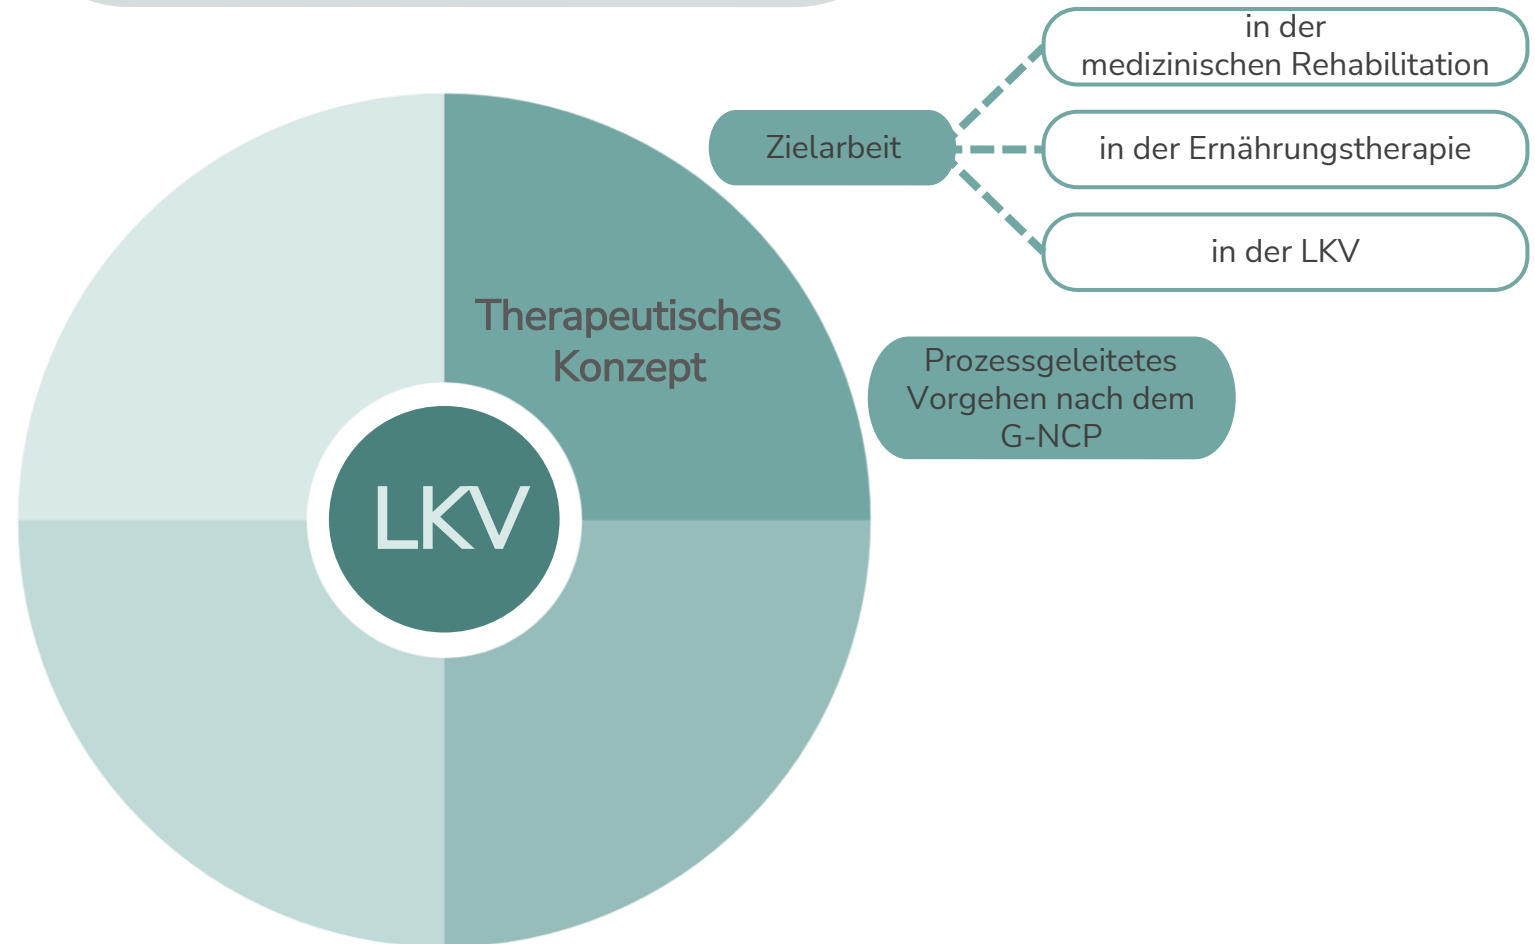 in der
medizinischen Rehabilitation
Zielarbeit
in der Ernährungstherapie
in der LKV
Therapeutisches
Konzept
Prozessgeleitetes
Vorgehen nach dem
G-NCP
LKV